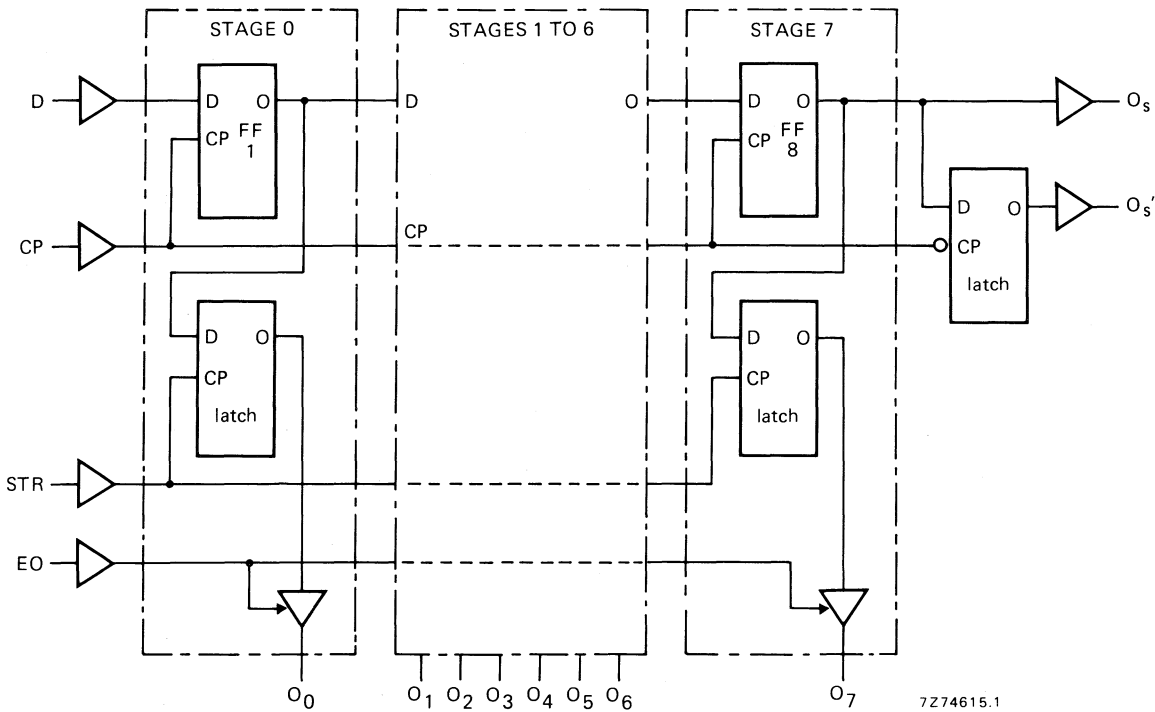 STAGE 0
STAGES 1 TO 6
STAGE 7
D
D O
D
O
D O
Os
CP
FF
1
CP
FF
8
D O
Os'
CP
CP
CP
latch
D O
CP
latch
D O
CP
latch
STR
EO
O0
O1 O2 O3 O4 O5 O6
O7
7Z74615.1